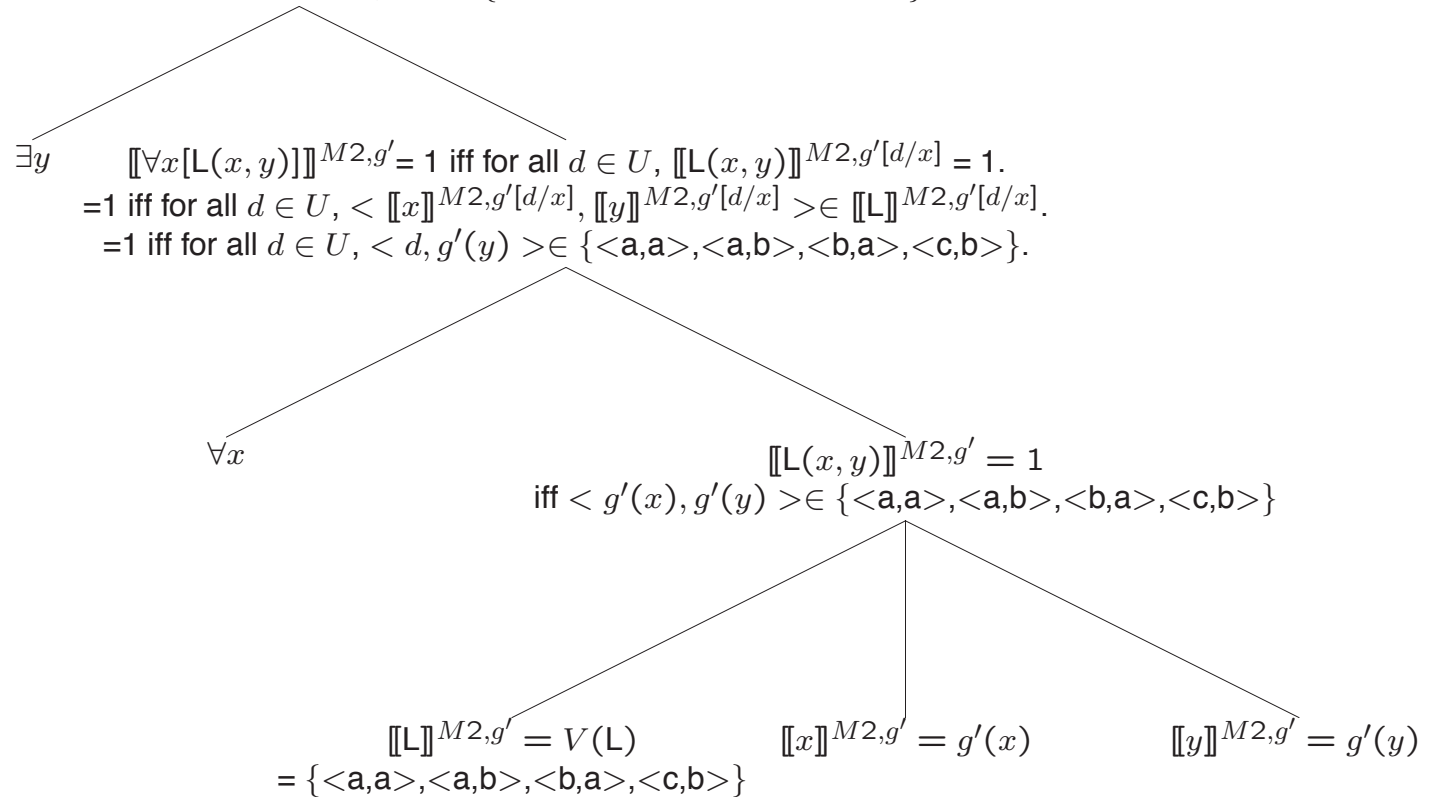 ∃y ⟦∀x[L(x, y)]⟧^{M2,g′}= 1 iff for all d ∈ U, ⟦L(x, y)⟧^{M2,g′[d/x]} = 1.
=1 iff for all d ∈ U, < ⟦x⟧^{M2,g′[d/x]}, ⟦y⟧^{M2,g′[d/x]} >∈ ⟦L⟧^{M2,g′[d/x]}.
=1 iff for all d ∈ U, < d, g′(y) >∈ {<a,a>,<a,b>,<b,a>,<c,b>}.
∀x ⟦L(x, y)⟧^{M2,g′} = 1
iff < g′(x), g′(y) >∈ {<a,a>,<a,b>,<b,a>,<c,b>}
⟦L⟧^{M2,g′} = V(L) ⟦x⟧^{M2,g′} = g′(x) ⟦y⟧^{M2,g′} = g′(y)
= {<a,a>,<a,b>,<b,a>,<c,b>}